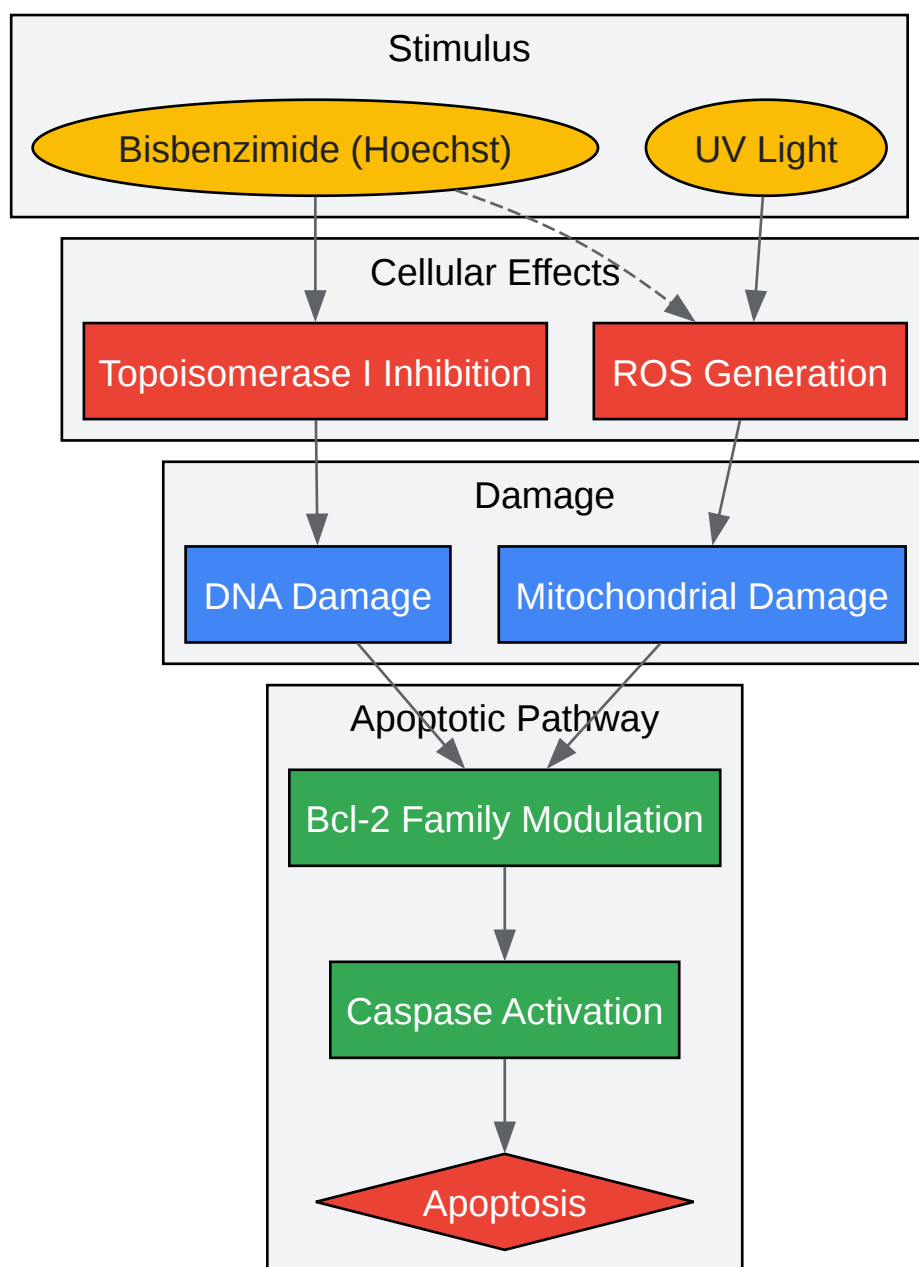 Stimulus
Bisbenzimide (Hoechst)
UV Light
Cellular Effects
Topoisomerase I Inhibition
ROS Generation
Damage
DNA Damage
Mitochondrial Damage
Apoptotic Pathway
Bcl-2 Family Modulation
Caspase Activation
Apoptosis